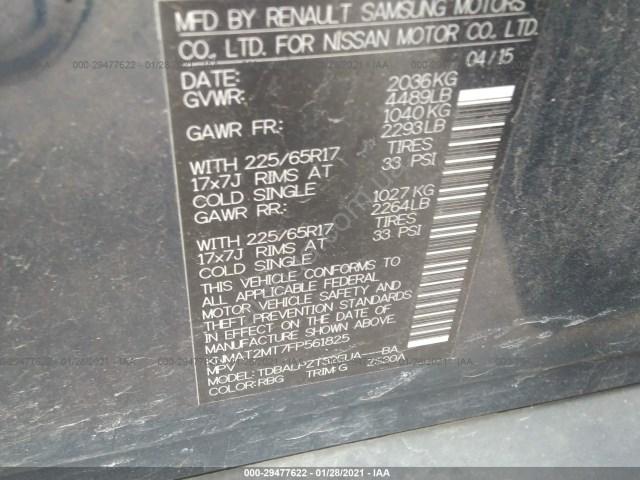 MFD BY RENAULT SAMSUNG MOTORS
CO., LTD. FOR NISSAN MOTOR CO., LTD.
DATE: 04/15
GVWR: 2036KG
4489LB
GAWR FR: 1040KG
2293LB
WITH 225/65R17 TIRES
17x7J RIMS AT 33 PSI
COLD SINGLE
GAWR RR: 1027KG
2264LB
WITH 225/65R17 TIRES
17x7J RIMS AT 33 PSI
COLD SINGLE
THIS VEHICLE CONFORMS TO
ALL APPLICABLE FEDERAL
MOTOR VEHICLE SAFETY AND
THEFT PREVENTION STANDARDS
IN EFFECT ON THE DATE OF
MANUFACTURE SHOWN ABOVE.
KNMAT2MT7FP561825
MPV
MODEL:
COLOR:RBG TRIM:G
000-29477622 - 01/28/2021 - IAA